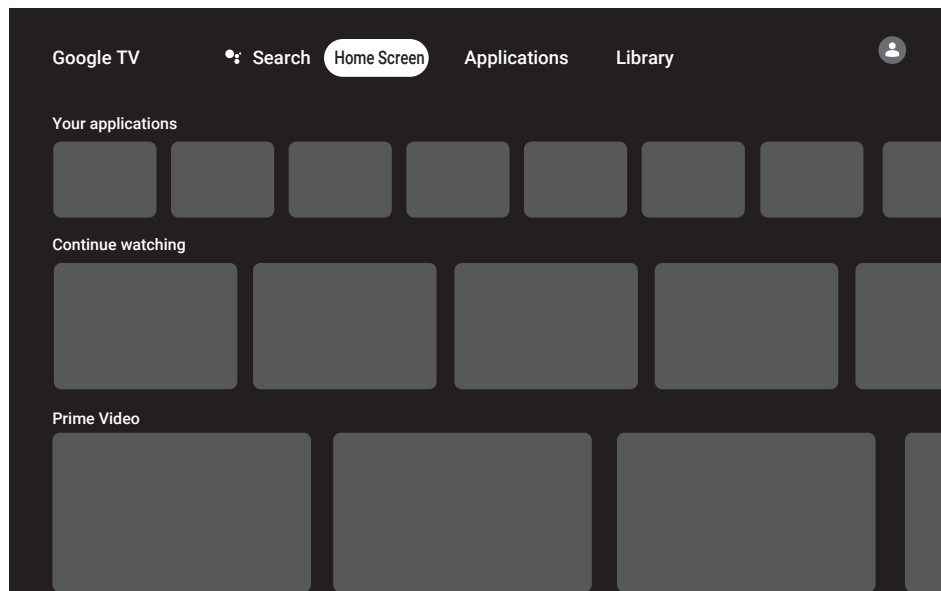 Google TV Search Home Screen Applications Library
Your applications
Continue watching
Prime Video